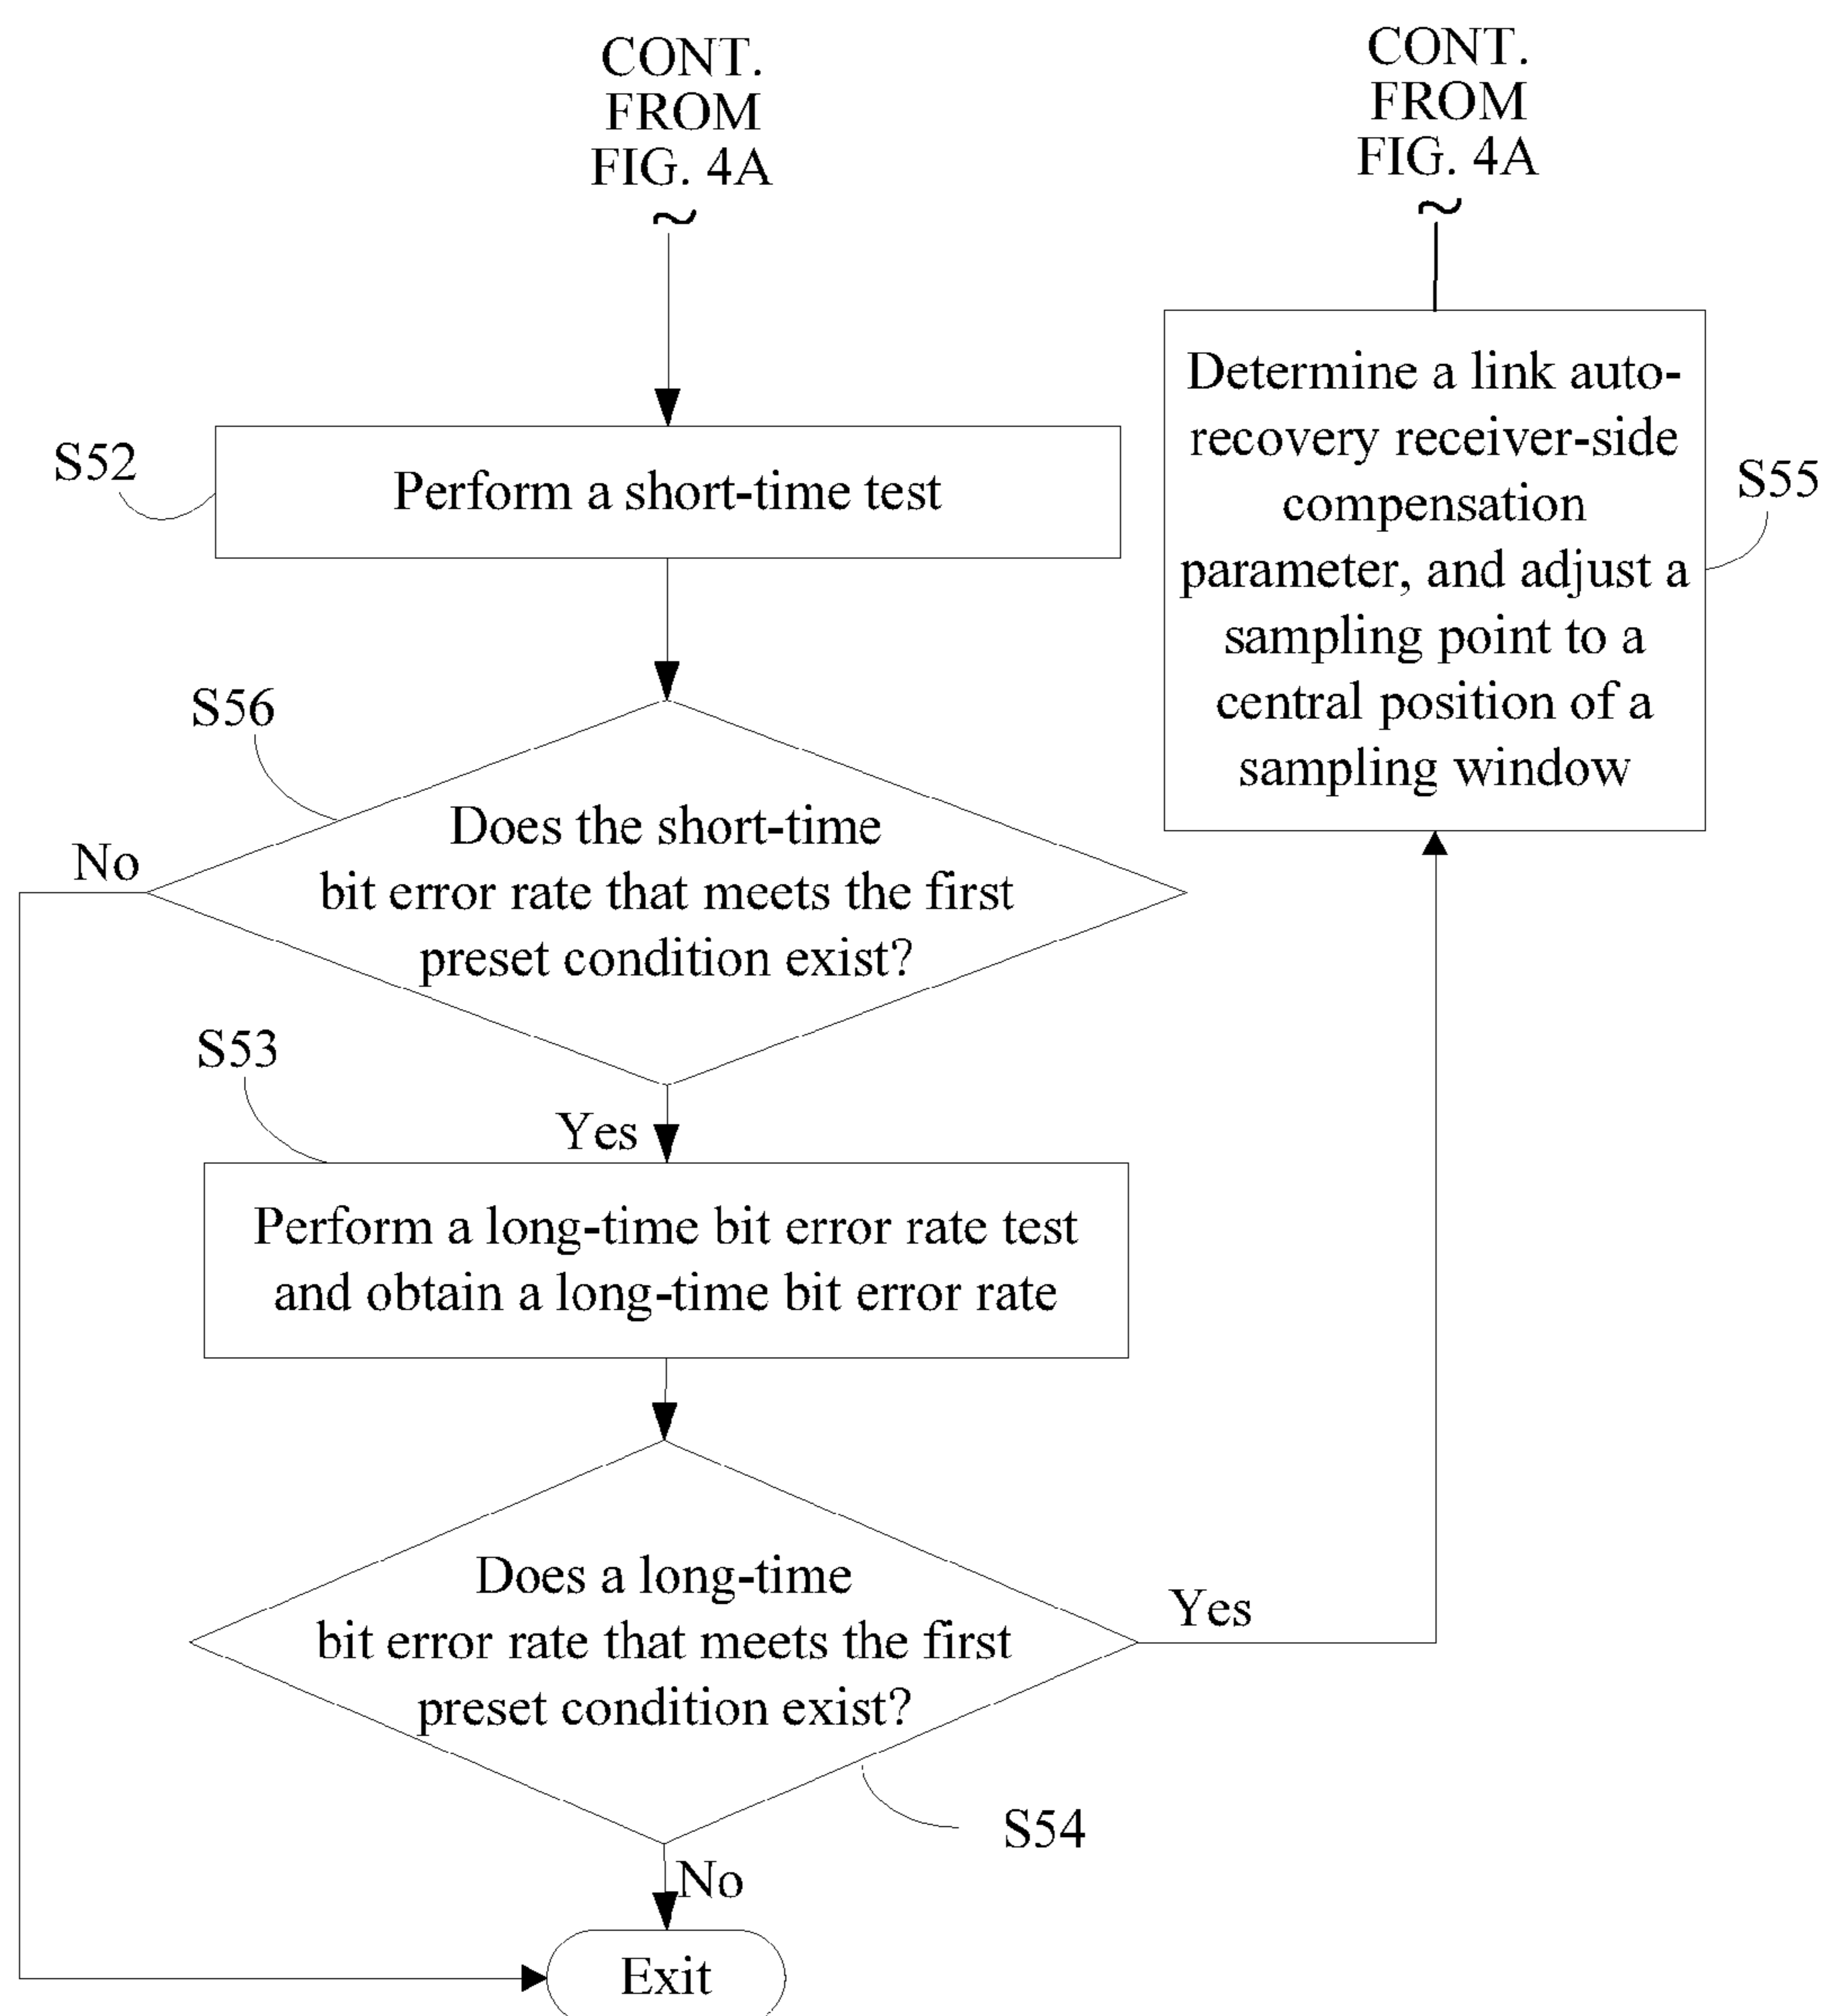 CONT.
FROM
FIG. 4A
~
CONT.
FROM
FIG. 4A
~
S52
Perform a short-time test
Determine a link auto-
recovery receiver-side
compensation
parameter, and adjust a
sampling point to a
central position of a
sampling window
S55
S56
Does the short-time
bit error rate that meets the first
preset condition exist?
No
Yes
S53
Perform a long-time bit error rate test
and obtain a long-time bit error rate
Does a long-time
bit error rate that meets the first
preset condition exist?
Yes
S54
No
Exit